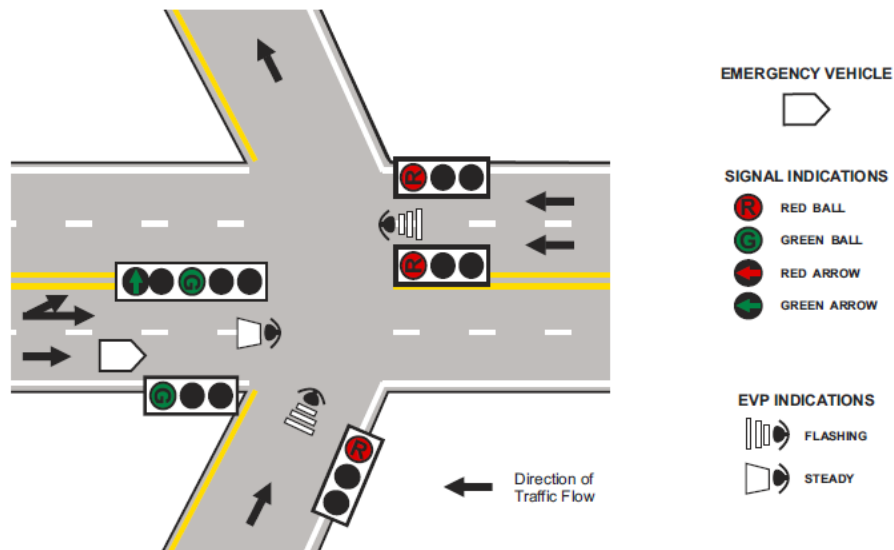 EMERGENCY VEHICLE
SIGNAL INDICATIONS
R RED BALL
G GREEN BALL
RED ARROW
GREEN ARROW
EVP INDICATIONS
FLASHING
STEADY
R
R
G
G
R
Direction of
Traffic Flow